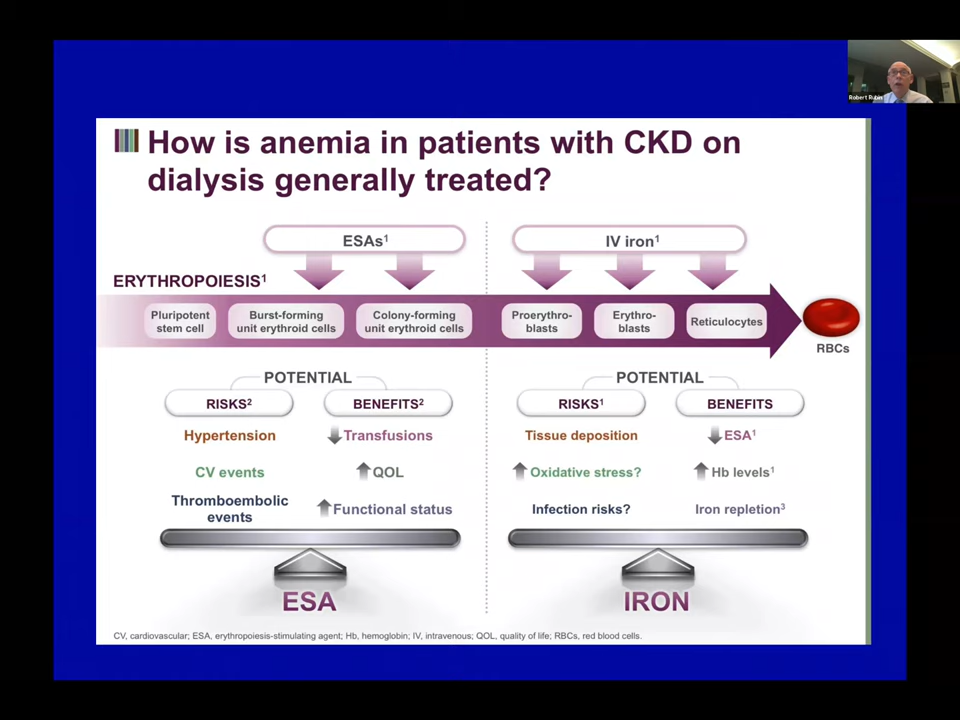 Robert Rubin
How is anemia in patients with CKD on
dialysis generally treated?
ESAs¹
IV iron¹
ERYTHROPOIESIS¹
Pluripotent
stem cell
Burst-forming
unit erythroid cells
Colony-forming
unit erythroid cells
Proerythro-
blasts
Erythro-
blasts
Reticulocytes
RBCs
POTENTIAL
RISKS²
BENEFITS²
Hypertension
Transfusions
CV events
QOL
Thromboembolic
events
Functional status
ESA
POTENTIAL
RISKS¹
BENEFITS
Tissue deposition
ESA¹
Oxidative stress?
Hb levels¹
Infection risks?
Iron repletion³
IRON
CV, cardiovascular; ESA, erythropoiesis-stimulating agent; Hb, hemoglobin; IV, intravenous; QOL, quality of life; RBCs, red blood cells.